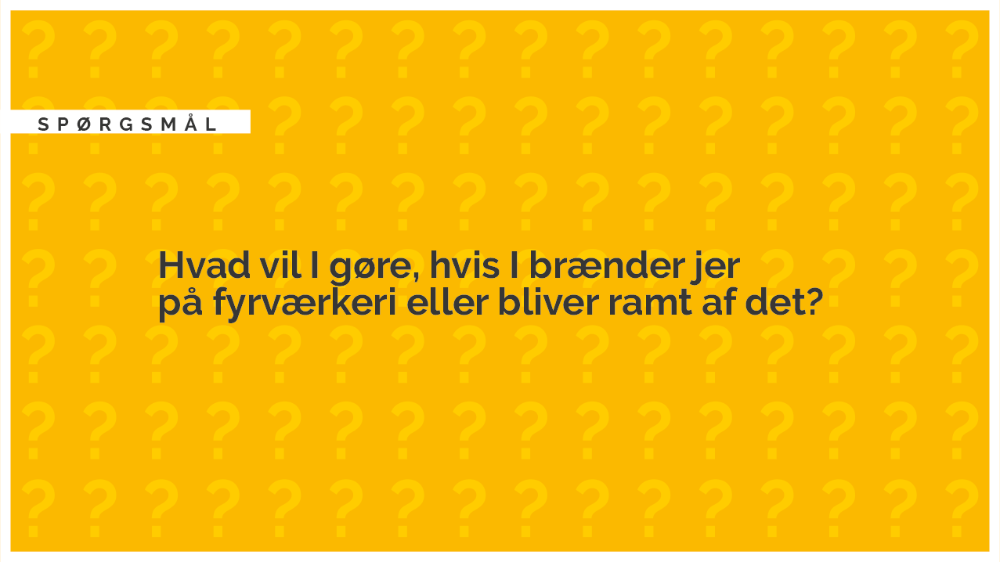 SPØRGSMÅL
Hvad vil I gøre, hvis I brænder jer
på fyrværkeri eller bliver ramt af det?